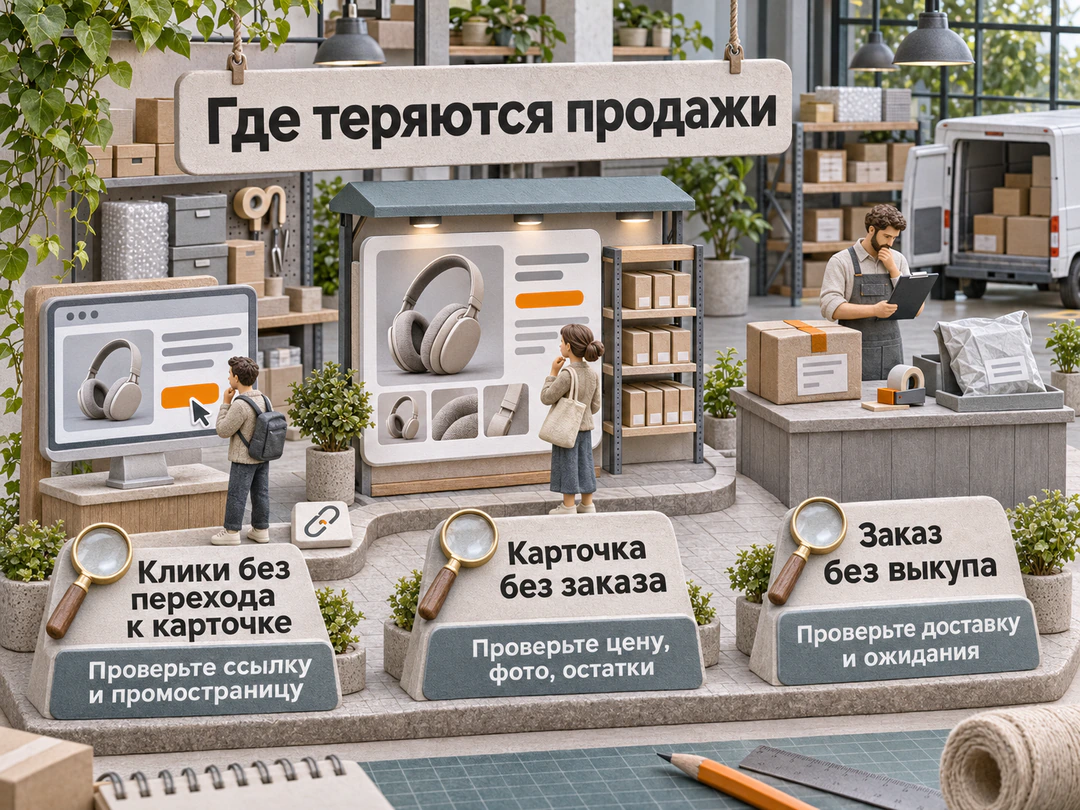 Где теряются продажи
Клики без
перехода
к карточке
Проверьте ссылку
и промостраницу
Карточка
без заказа
Проверьте цену,
фото, остатки
Заказ
без выкупа
Проверьте доставку
и ожидания